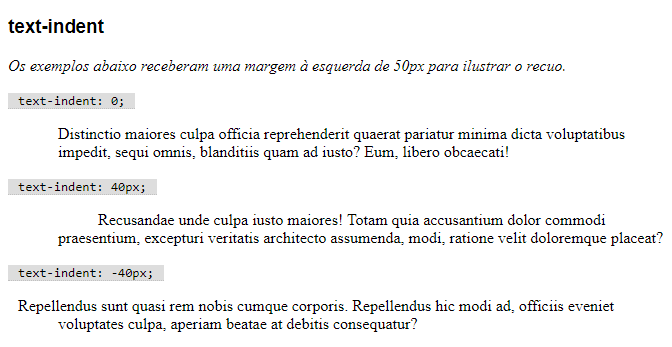 text-indent
Os exemplos abaixo receberam uma margem à esquerda de 50px para ilustrar o recuo.
text-indent: 0;
Distinctio maiores culpa officia reprehenderit quaerat pariatur minima dicta voluptatibus
impedit, sequi omnis, blanditiis quam ad iusto? Eum, libero obcaecati!
text-indent: 40px;
Recusandae unde culpa iusto maiores! Totam quia accusantium dolor commodi
praesentium, excepturi veritatis architecto assumenda, modi, ratione velit doloremque placeat?
text-indent: -40px;
Repellendus sunt quasi rem nobis cumque corporis. Repellendus hic modi ad, officiis eveniet
voluptates culpa, aperiam beatae at debitis consequatur?